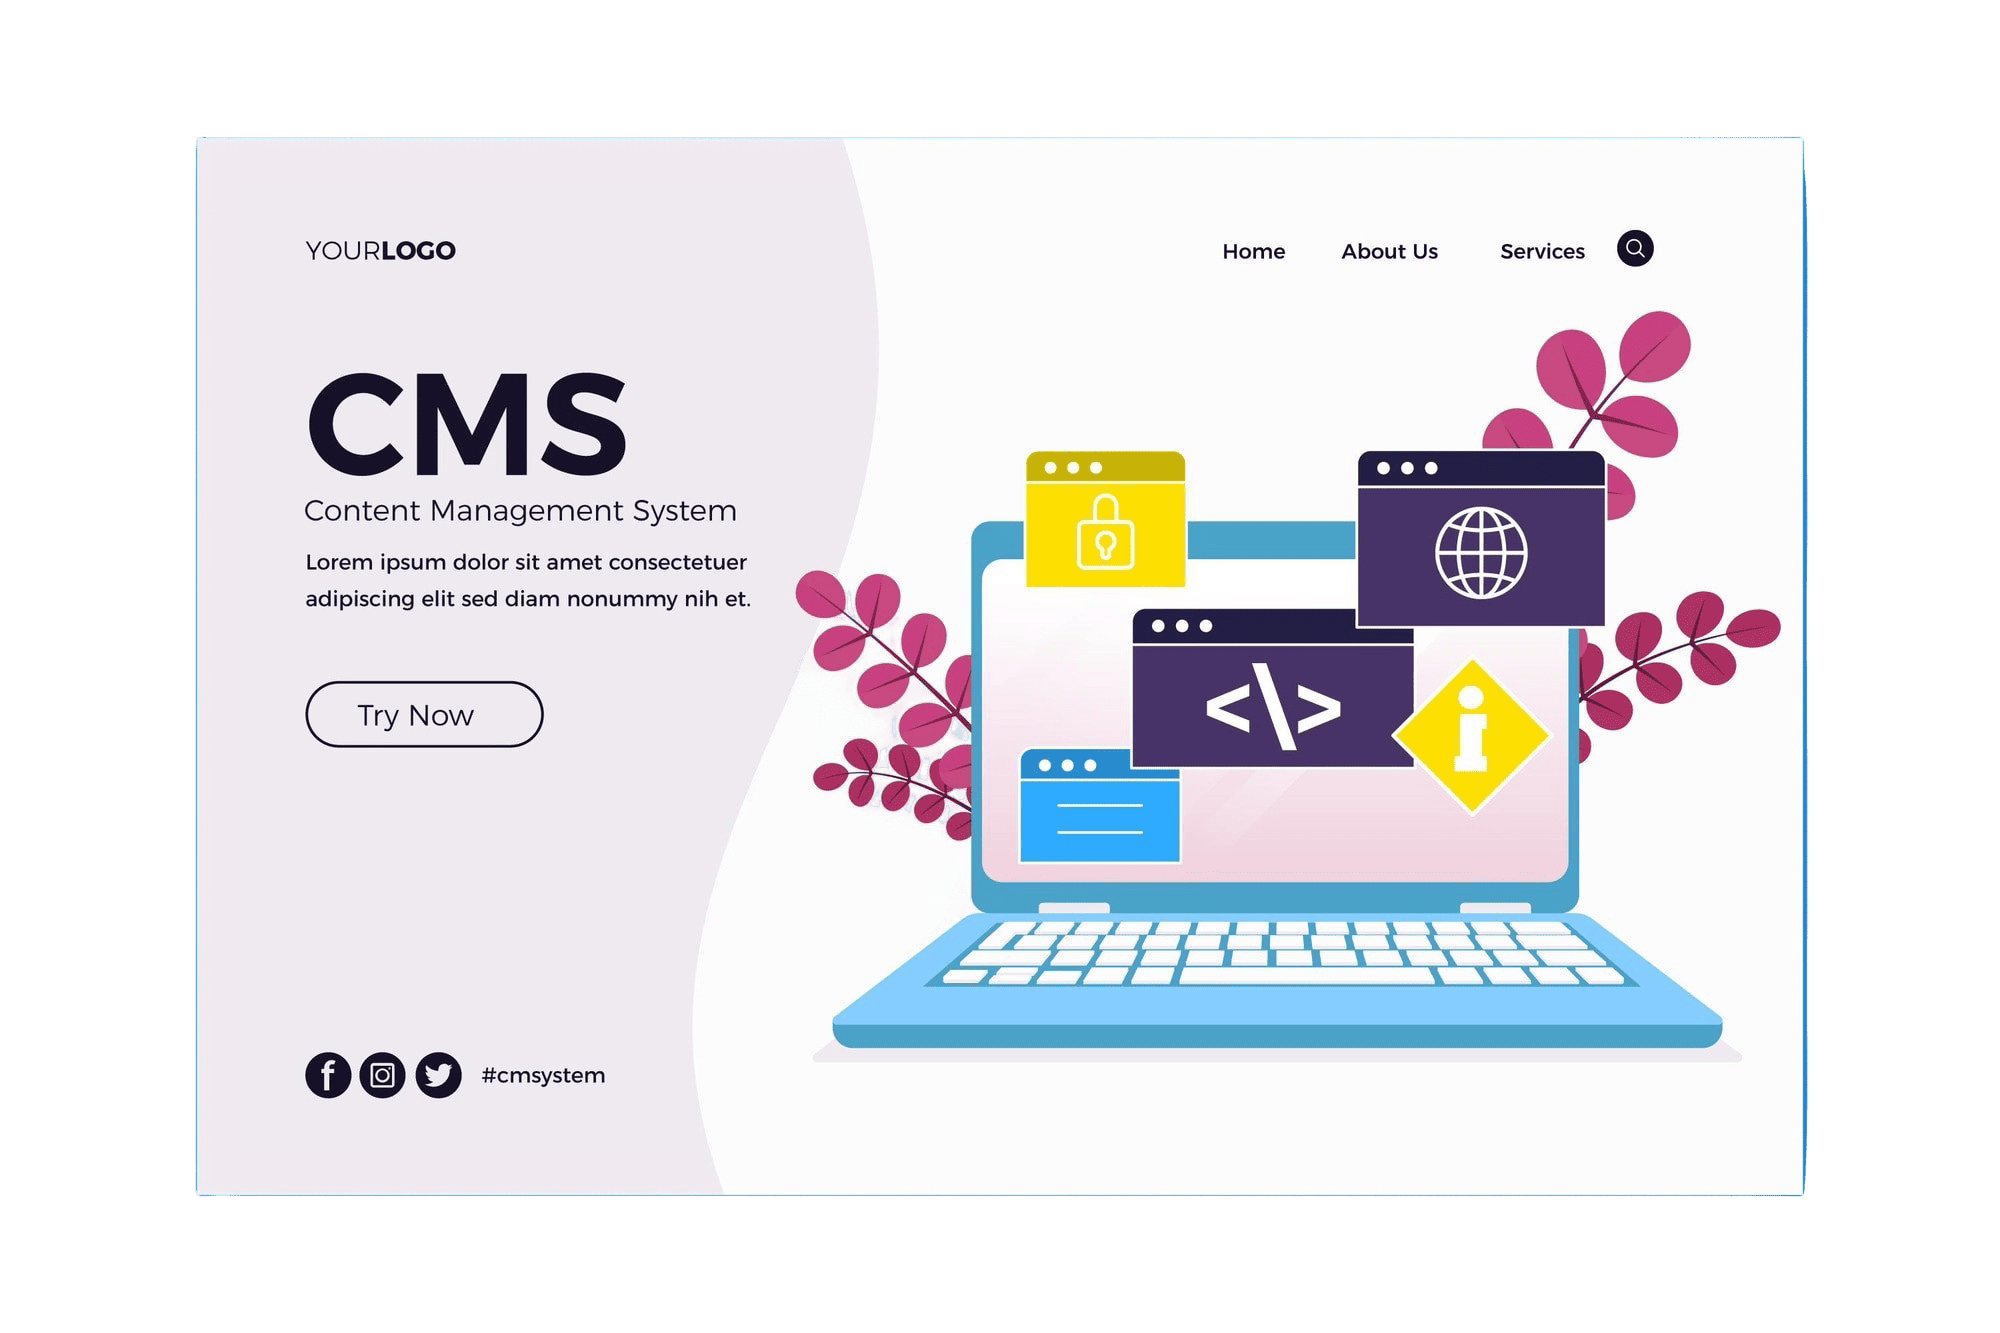 YOURLOGO
Home About Us Services
CMS
Content Management System
Lorem ipsum dolor sit amet consectetuer
adipiscing elit sed diam nonummy nih et.
Try Now
<\>
i
f
#cmsystem